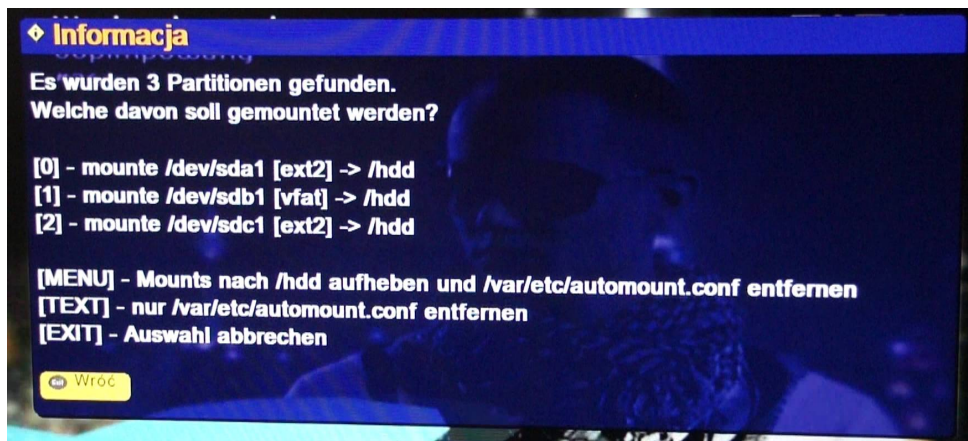 Informacja
Es wurden 3 Partitionen gefunden.
Welche davon soll gemountet werden?
[0] - mounte /dev/sda1 [ext2] -> /hdd
[1] - mounte /dev/sdb1 [vfat] -> /hdd
[2] - mounte /dev/sdc1 [ext2] -> /hdd
[MENU] - Mounts nach /hdd aufheben und /var/etc/automount.conf entfernen
[TEXT] - nur /var/etc/automount.conf entfernen
[EXIT] - Auswahl abbrechen
Exit Wróć